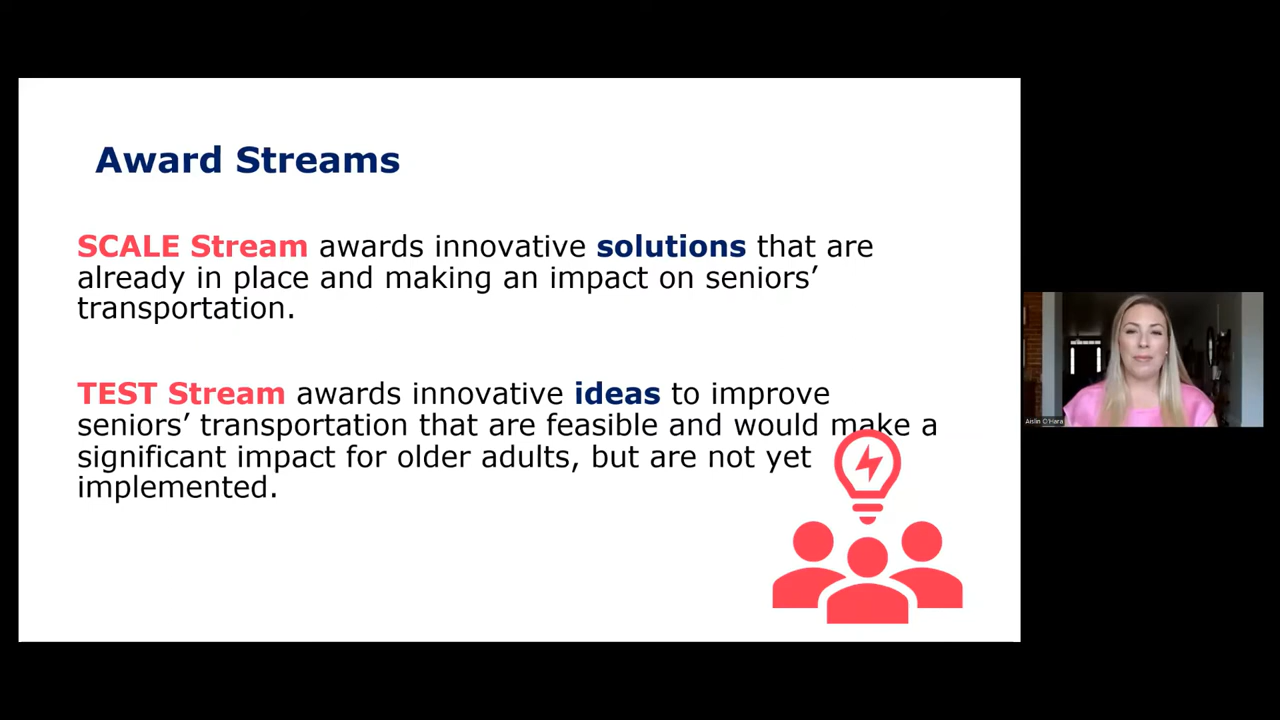 Award Streams
SCALE Stream awards innovative solutions that are
already in place and making an impact on seniors’
transportation.
TEST Stream awards innovative ideas to improve
seniors’ transportation that are feasible and would make a
significant impact for older adults, but are not yet
implemented.
Aislin O'Hara